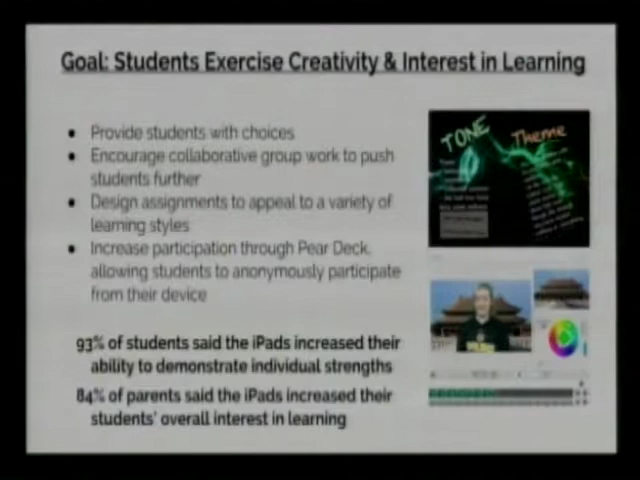 Goal: Students Exercise Creativity & Interest in Learning
● Provide students with choices
● Encourage collaborative group work to push
students further
● Design assignments to appeal to a variety of
learning styles
● Increase participation through Pear Deck,
allowing students to anonymously participate
from their device
93% of students said the iPads increased their
ability to demonstrate individual strengths
84% of parents said the iPads increased their
students' overall interest in learning
TONE
Theme